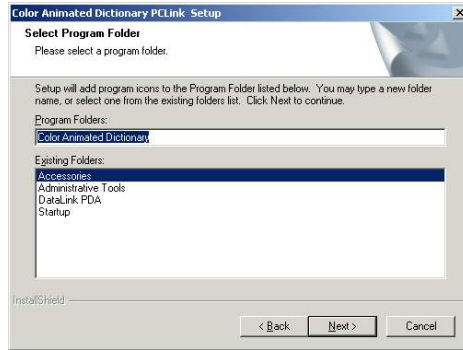 Color Animated Dictionary PCLink Setup
Select Program Folder
Please select a program folder.
Setup will add program icons to the Program Folder listed below. You may type a new folder
name, or select one from the existing folders list. Click Next to continue.
Program Folders:
Color Animated Dictionary
Existing Folders:
Accessories
Administrative Tools
DataLink PDA
Startup
InstallShield
< Back Next > Cancel